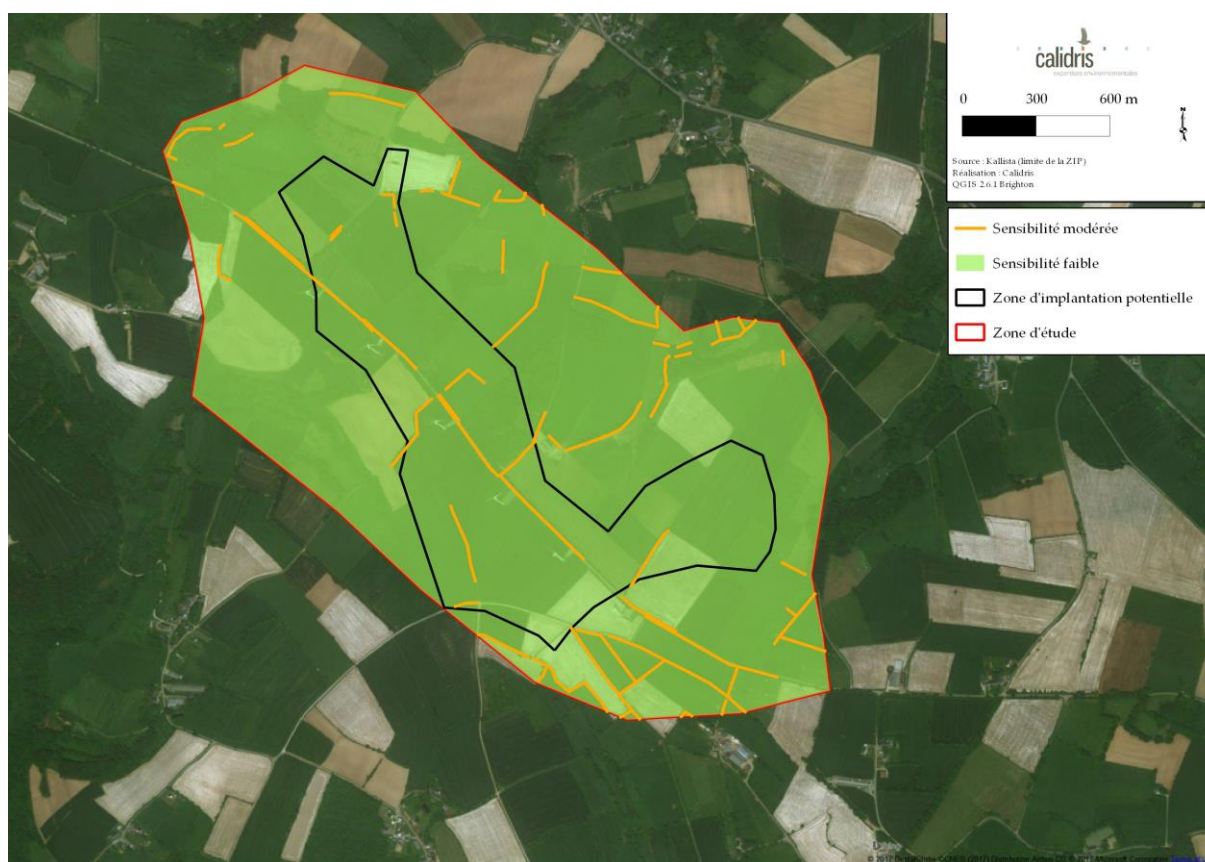 calidris
expertises environnementales
0 300 600 m
N
Source : Kallista (limite de la ZIP)
Réalisation : Calidris
QGIS 2.6.1 Brighton
Sensibilité modérée
Sensibilité faible
Zone d'implantation potentielle
Zone d'étude